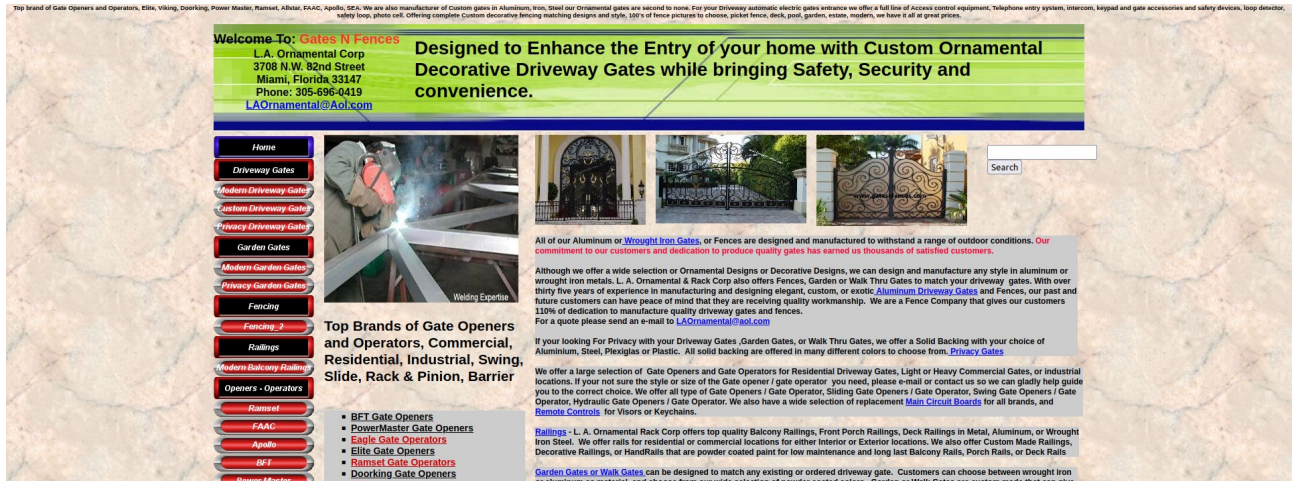 Top brand of Gate Openers and Operators, Elite, Viking, Doorking, Power Master, Ramset, Allstar, FAAC, Apollo, SEA. We are also manufacturer of Custom gates in Aluminum, Iron, Steel our Ornamental gates are second to none. For your Driveway automatic electric gates entrance we offer a full line of Access control equipment, Telephone entry system, intercom, keypad and gate accessories and safety devices, loop detector,
safety loop, photo cell. Offering complete Custom decorative fencing matching designs and style, 100's of fence pictures to choose, picket fence, deck, pool, garden, estate, modern, we have it all at great prices.
Welcome To: Gates N Fences
L.A. Ornamental Corp
3708 N.W. 82nd Street
Miami, Florida 33147
Phone: 305-696-0419
LAOrnamental@Aol.com
Designed to Enhance the Entry of your home with Custom Ornamental
Decorative Driveway Gates while bringing Safety, Security and
convenience.
Home
Driveway Gates
Modern Driveway Gates
Custom Driveway Gates
Privacy Driveway Gates
Garden Gates
Modern Garden Gates
Privacy Garden Gates
Fencing
Fencing_2
Railings
Modern Balcony Railings
Openers - Operators
Ramset
FAAC
Apollo
BFT
Power Master
Welding Expertise
Top Brands of Gate Openers
and Operators, Commercial,
Residential, Industrial, Swing,
Slide, Rack & Pinion, Barrier
BFT Gate Openers
PowerMaster Gate Openers
Eagle Gate Operators
Elite Gate Openers
Ramset Gate Operators
Doorking Gate Openers
Search
All of our Aluminum or Wrought Iron Gates, or Fences are designed and manufactured to withstand a range of outdoor conditions. Our
commitment to our customers and dedication to produce quality gates has earned us thousands of satisfied customers.
Although we offer a wide selection or Ornamental Designs or Decorative Designs, we can design and manufacture any style in aluminum or
wrought iron metals. L. A. Ornamental & Rack Corp also offers Fences, Garden or Walk Thru Gates to match your driveway gates. With over
thirty five years of experience in manufacturing and designing elegant, custom, or exotic Aluminum Driveway Gates and Fences, our past and
future customers can have peace of mind that they are receiving quality workmanship. We are a Fence Company that gives our customers
110% of dedication to manufacture quality driveway gates and fences.
For a quote please send an e-mail to LAOrnamental@aol.com
If your looking For Privacy with your Driveway Gates ,Garden Gates, or Walk Thru Gates, we offer a Solid Backing with your choice of
Aluminium, Steel, Plexiglas or Plastic. All solid backing are offered in many different colors to choose from. Privacy Gates
We offer a large selection of Gate Openers and Gate Operators for Residential Driveway Gates, Light or Heavy Commercial Gates, or industrial
locations. If your not sure the style or size of the Gate opener / gate operator you need, please e-mail or contact us so we can gladly help guide
you to the correct choice. We offer all type of Gate Openers / Gate Operator, Sliding Gate Openers / Gate Operator, Swing Gate Openers / Gate
Operator, Hydraulic Gate Openers / Gate Operator. We also have a wide selection of replacement Main Circuit Boards for all brands, and
Remote Controls for Visors or Keychains.
Railings - L. A. Ornamental Rack Corp offers top quality Balcony Railings, Front Porch Railings, Deck Railings in Metal, Aluminum, or Wrought
Iron Steel. We offer rails for residential or commercial locations for either Interior or Exterior locations. We also offer Custom Made Railings,
Decorative Railings, or HandRails that are powder coated paint for low maintenance and long last Balcony Rails, Porch Rails, or Deck Rails
Garden Gates or Walk Gates can be designed to match any existing or ordered driveway gate. Customers can choose between wrought iron